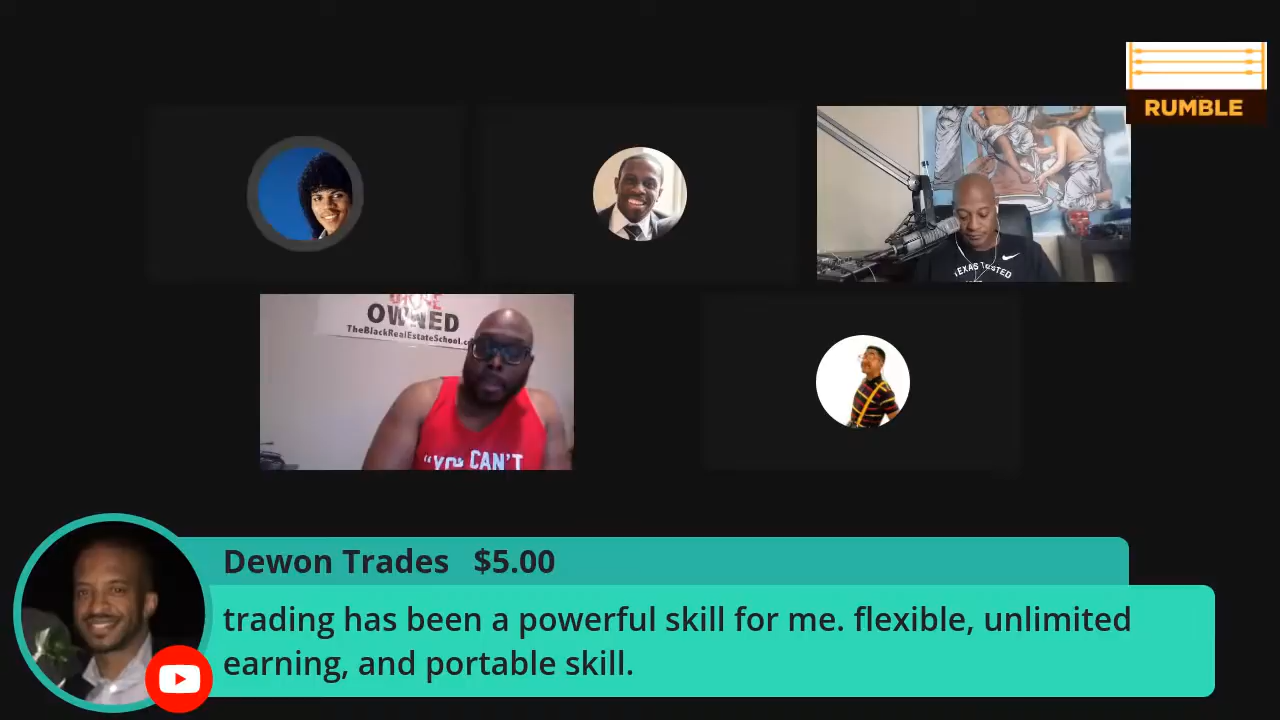 RUMBLE
TEXAS TESTED
OWNED
TheBlackRealEstateSchool.c
"YOU CAN'T
Dewon Trades $5.00
trading has been a powerful skill for me. flexible, unlimited
earning, and portable skill.